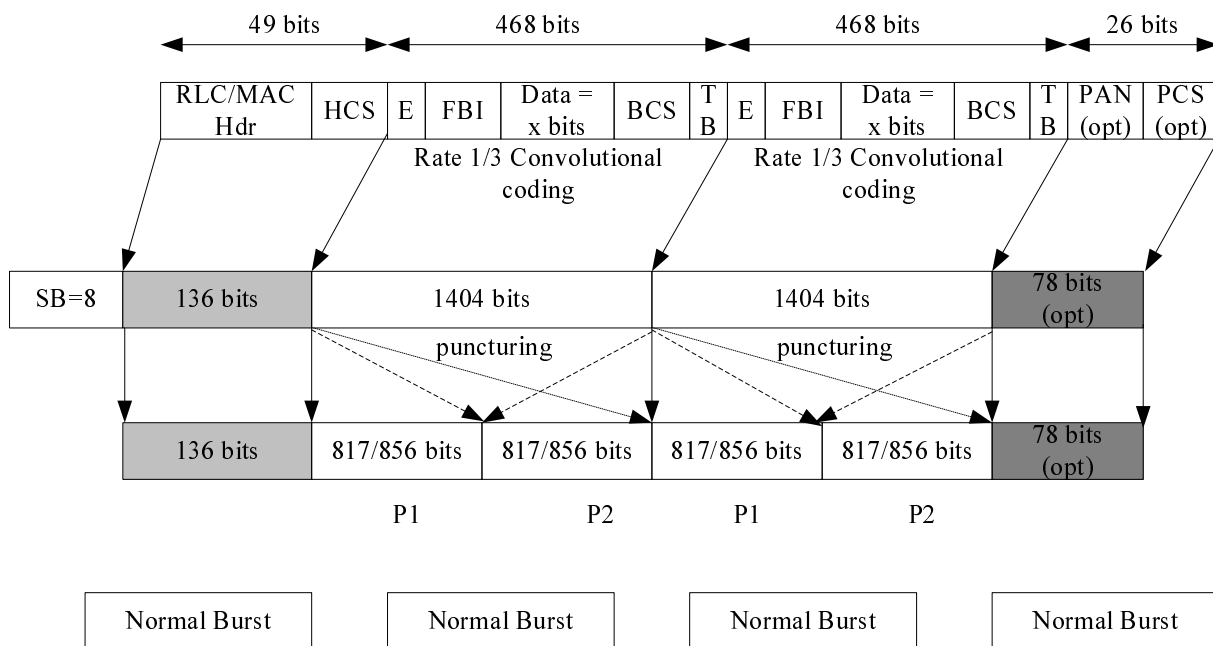 49 bits
468 bits
468 bits
26 bits
RLC/MAC
Hdr
HCS
E
FBI
Data =
x bits
BCS
T
B
E
FBI
Data =
x bits
BCS
T
B
PAN
(opt)
PCS
(opt)
Rate 1/3 Convolutional
coding
Rate 1/3 Convolutional
coding
SB=8
136 bits
1404 bits
1404 bits
78 bits
(opt)
puncturing
puncturing
136 bits
817/856 bits
817/856 bits
817/856 bits
817/856 bits
78 bits
(opt)
P1
P2
P1
P2
Normal Burst
Normal Burst
Normal Burst
Normal Burst